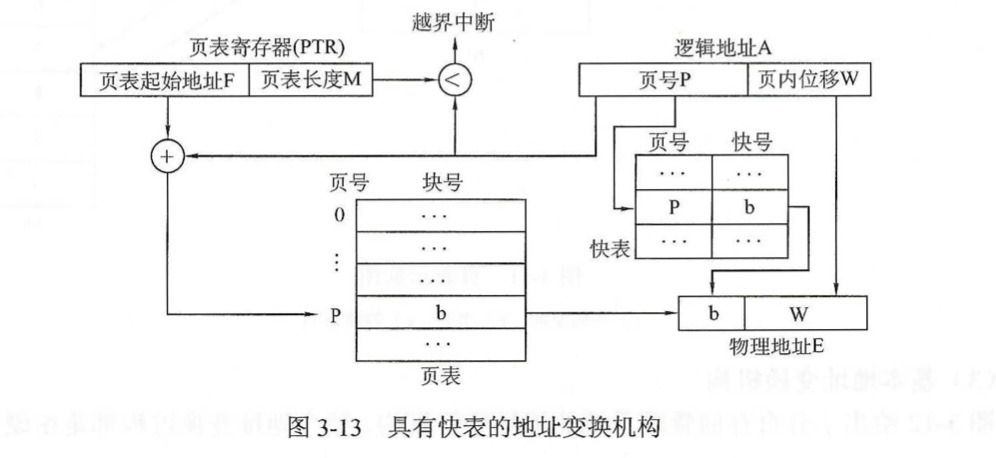 越界中断
页表寄存器(PTR)
逻辑地址A
页表起始地址F 页表长度M
<
页号P 页内位移W
+
页号 快号
... ...
P b
... ...
快表
页号 块号
0 ...
⋮ ...
...
P b
...
页表
b W
物理地址E
图 3-13 具有快表的地址变换机构